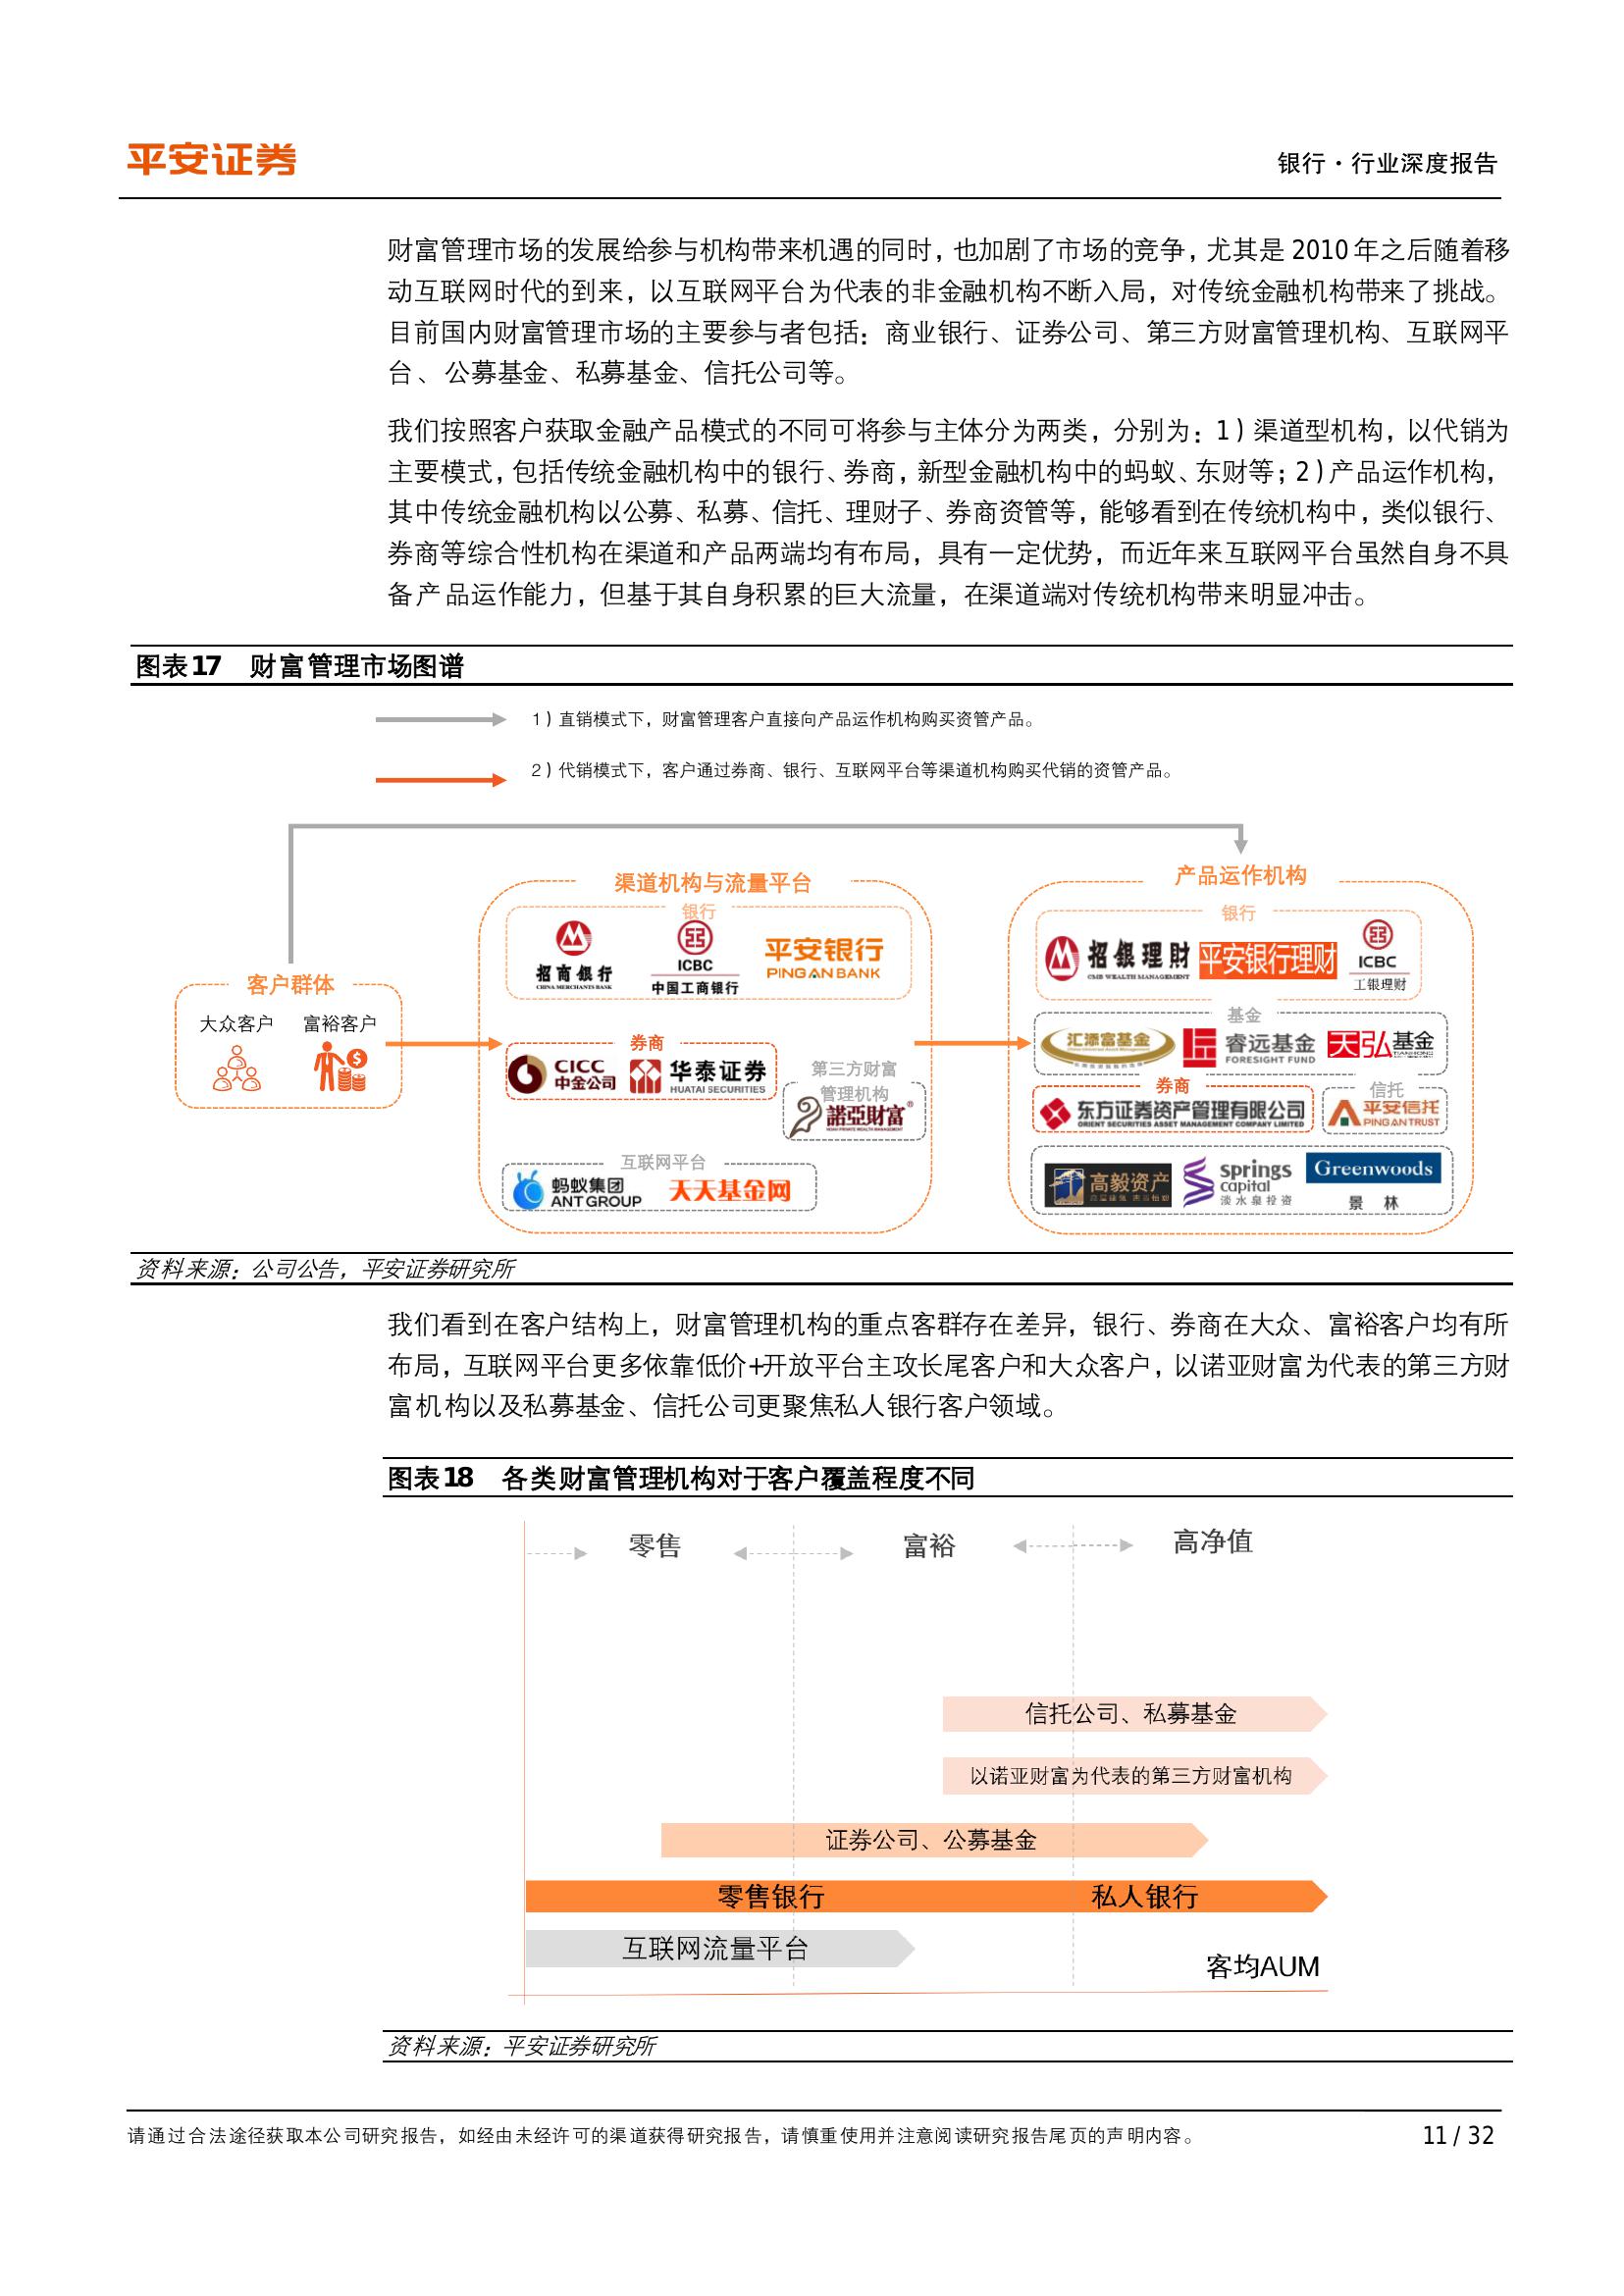 平安证券
银行·行业深度报告
财富管理市场的发展给参与机构带来机遇的同时，也加剧了市场的竞争，尤其是 2010 年之后随着移
动互联网时代的到来，以互联网平台为代表的非金融机构不断入局，对传统金融机构带来了挑战。
目前国内财富管理市场的主要参与者包括：商业银行、证券公司、第三方财富管理机构、互联网平
台、公募基金、私募基金、信托公司等。
我们按照客户获取金融产品模式的不同可将参与主体分为两类，分别为：1）渠道型机构，以代销为
主要模式，包括传统金融机构中的银行、券商，新型金融机构中的蚂蚁、东财等；2）产品运作机构，
其中传统金融机构以公募、私募、信托、理财子、券商资管等，能够看到在传统机构中，类似银行、
券商等综合性机构在渠道和产品两端均有布局，具有一定优势，而近年来互联网平台虽然自身不具
备产品运作能力，但基于其自身积累的巨大流量，在渠道端对传统机构带来明显冲击。
图表17 财富管理市场图谱
1）直销模式下，财富管理客户直接向产品运作机构购买资管产品。
2）代销模式下，客户通过券商、银行、互联网平台等渠道机构购买代销的资管产品。
客户群体
大众客户 富裕客户
渠道机构与流量平台
银行
招商银行
CHINA MERCHANTS BANK
ICBC
中国工商银行
平安银行
PING AN BANK
券商
CICC
中金公司
华泰证券
HUATAI SECURITIES
第三方财富
管理机构
諾亞財富
互联网平台
蚂蚁集团
ANT GROUP
天天基金网
产品运作机构
银行
招银理财
CMB WEALTH MANAGEMENT
平安银行理财
ICBC
工银理财
基金
汇添富基金
睿远基金
FORESIGHT FUND
天弘基金
券商
东方证券资产管理有限公司
ORIENT SECURITIES ASSET MANAGEMENT COMPANY LIMITED
信托
平安信托
PING AN TRUST
高毅资产
springs
capital
淡水泉投资
Greenwoods
景 林
资料来源：公司公告，平安证券研究所
我们看到在客户结构上，财富管理机构的重点客群存在差异，银行、券商在大众、富裕客户均有所
布局，互联网平台更多依靠低价+开放平台主攻长尾客户和大众客户，以诺亚财富为代表的第三方财
富机构以及私募基金、信托公司更聚焦私人银行客户领域。
图表18 各类财富管理机构对于客户覆盖程度不同
零售 富裕 高净值
信托公司、私募基金
以诺亚财富为代表的第三方财富机构
证券公司、公募基金
零售银行 私人银行
互联网流量平台
客均AUM
资料来源：平安证券研究所
请通过合法途径获取本公司研究报告，如经由未经许可的渠道获得研究报告，请慎重使用并注意阅读研究报告尾页的声明内容。
11 / 32